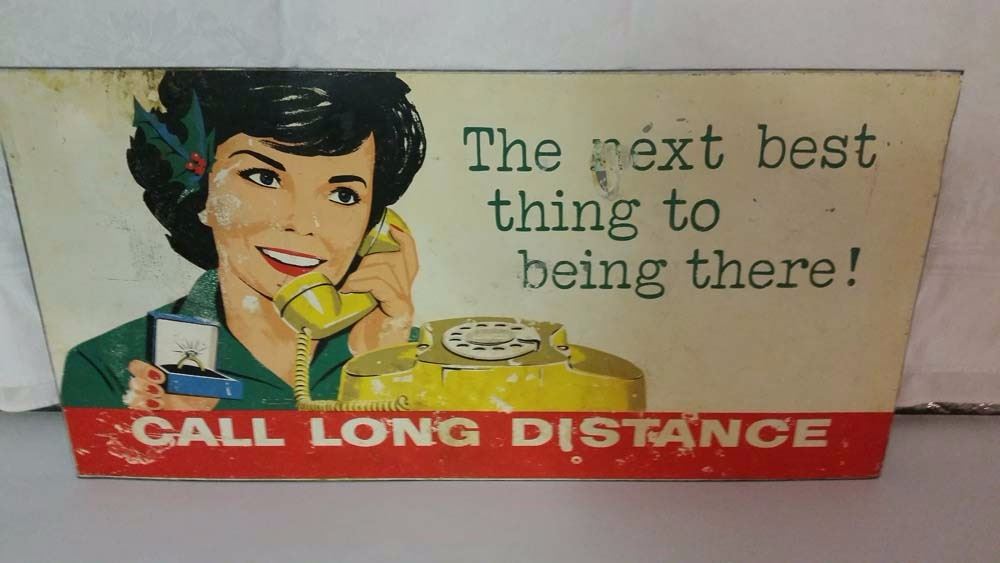 The next best
thing to
being there!
CALL LONG DISTANCE